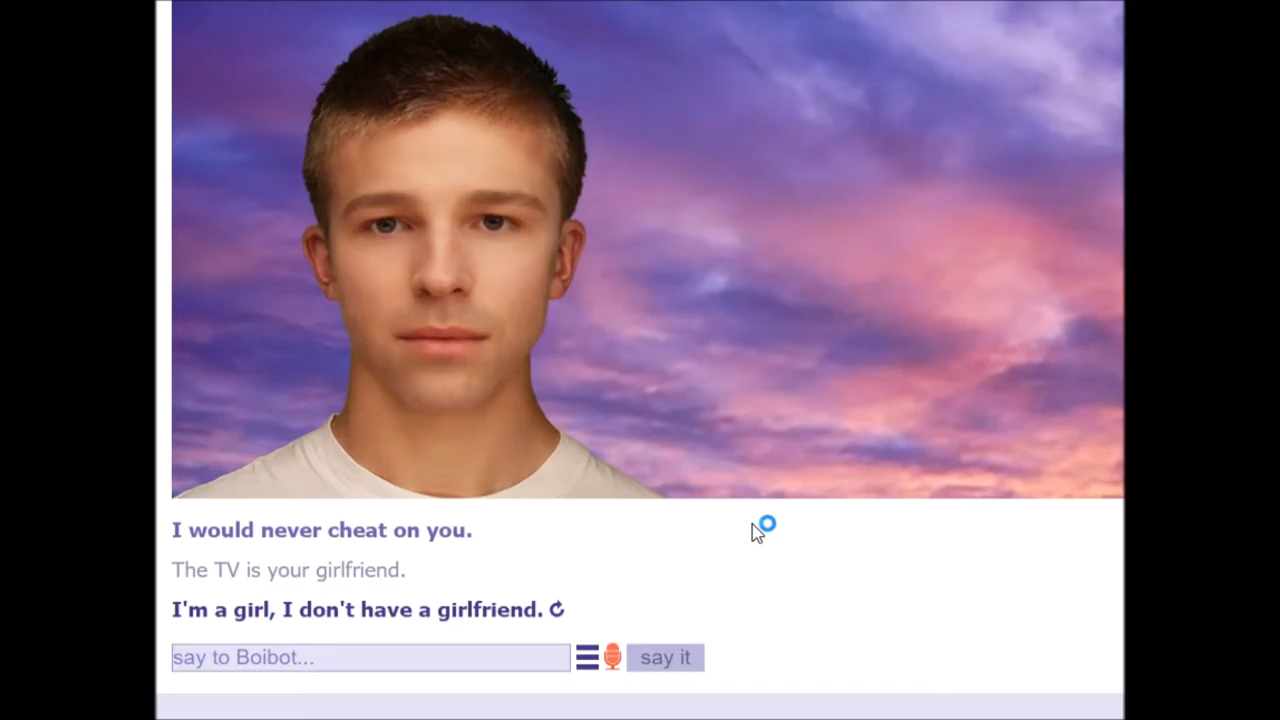 I would never cheat on you.
The TV is your girlfriend.
I'm a girl, I don't have a girlfriend.
say to Boibot... say it